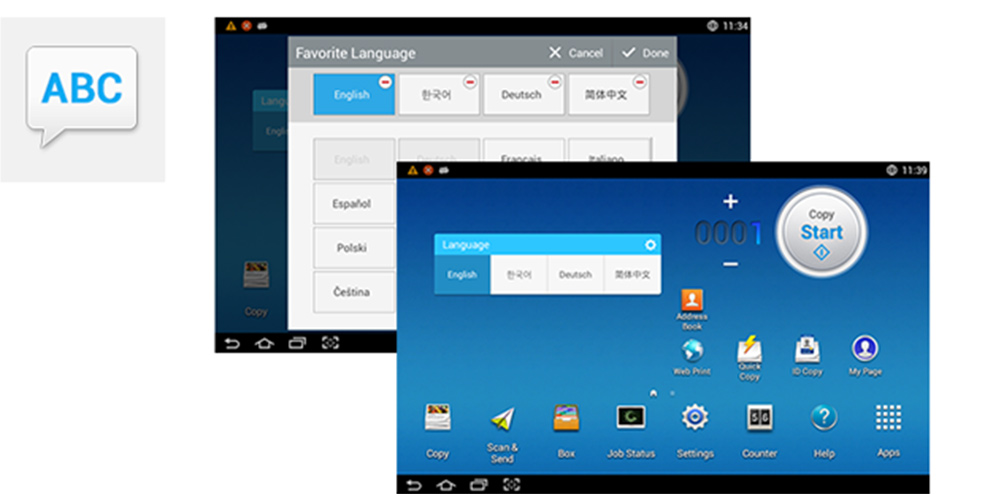 ABC
11:34
Favorite Language
Cancel
Done
English
한국어
Deutsch
简体中文
English
Deutsch
Français
Italiano
Español
Polski
Čeština
Copy
11:39
0001
Copy
Start
Language
English
한국어
Deutsch
简体中文
Address
Book
Web Print
Quick
Copy
ID Copy
My Page
Copy
Scan &
Send
Box
Job Status
Settings
Counter
Help
Apps